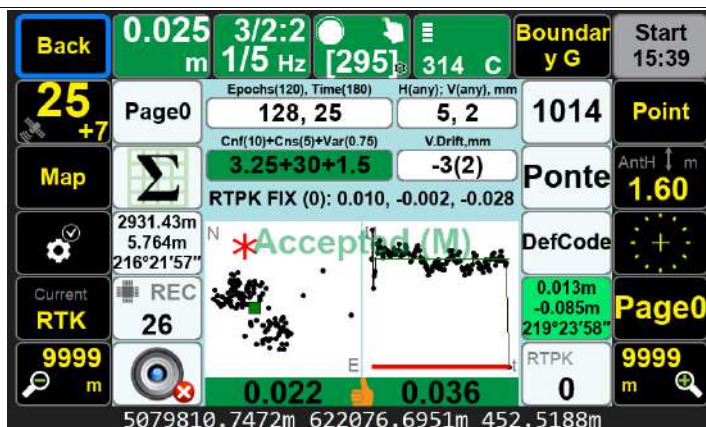 Back
0.025
m
3/2:2
1/5 Hz
[295]
314 C
Boundar
y G
Start
15:39
25
+7
Page0
Epochs(120), Time(180)
128, 25
H(any); V(any), mm
5, 2
1014
Point
Map
Σ
Cnf(10)+Cns(5)+Var(0.75)
3.25+30+1.5
V.Drift,mm
-3(2)
Ponte
AntH m
1.60
RTPK FIX (0): 0.010, -0.002, -0.028
2931.43m
5.764m
216°21'57"
N
Accepted (M)
DefCode
Current
RTK
REC
26
0.013m
-0.085m
219°23'58"
Page0
9999
m
E
t
0.022
0.036
RTPK
0
9999
m
5079810.7472m 622076.6951m 452.5188m